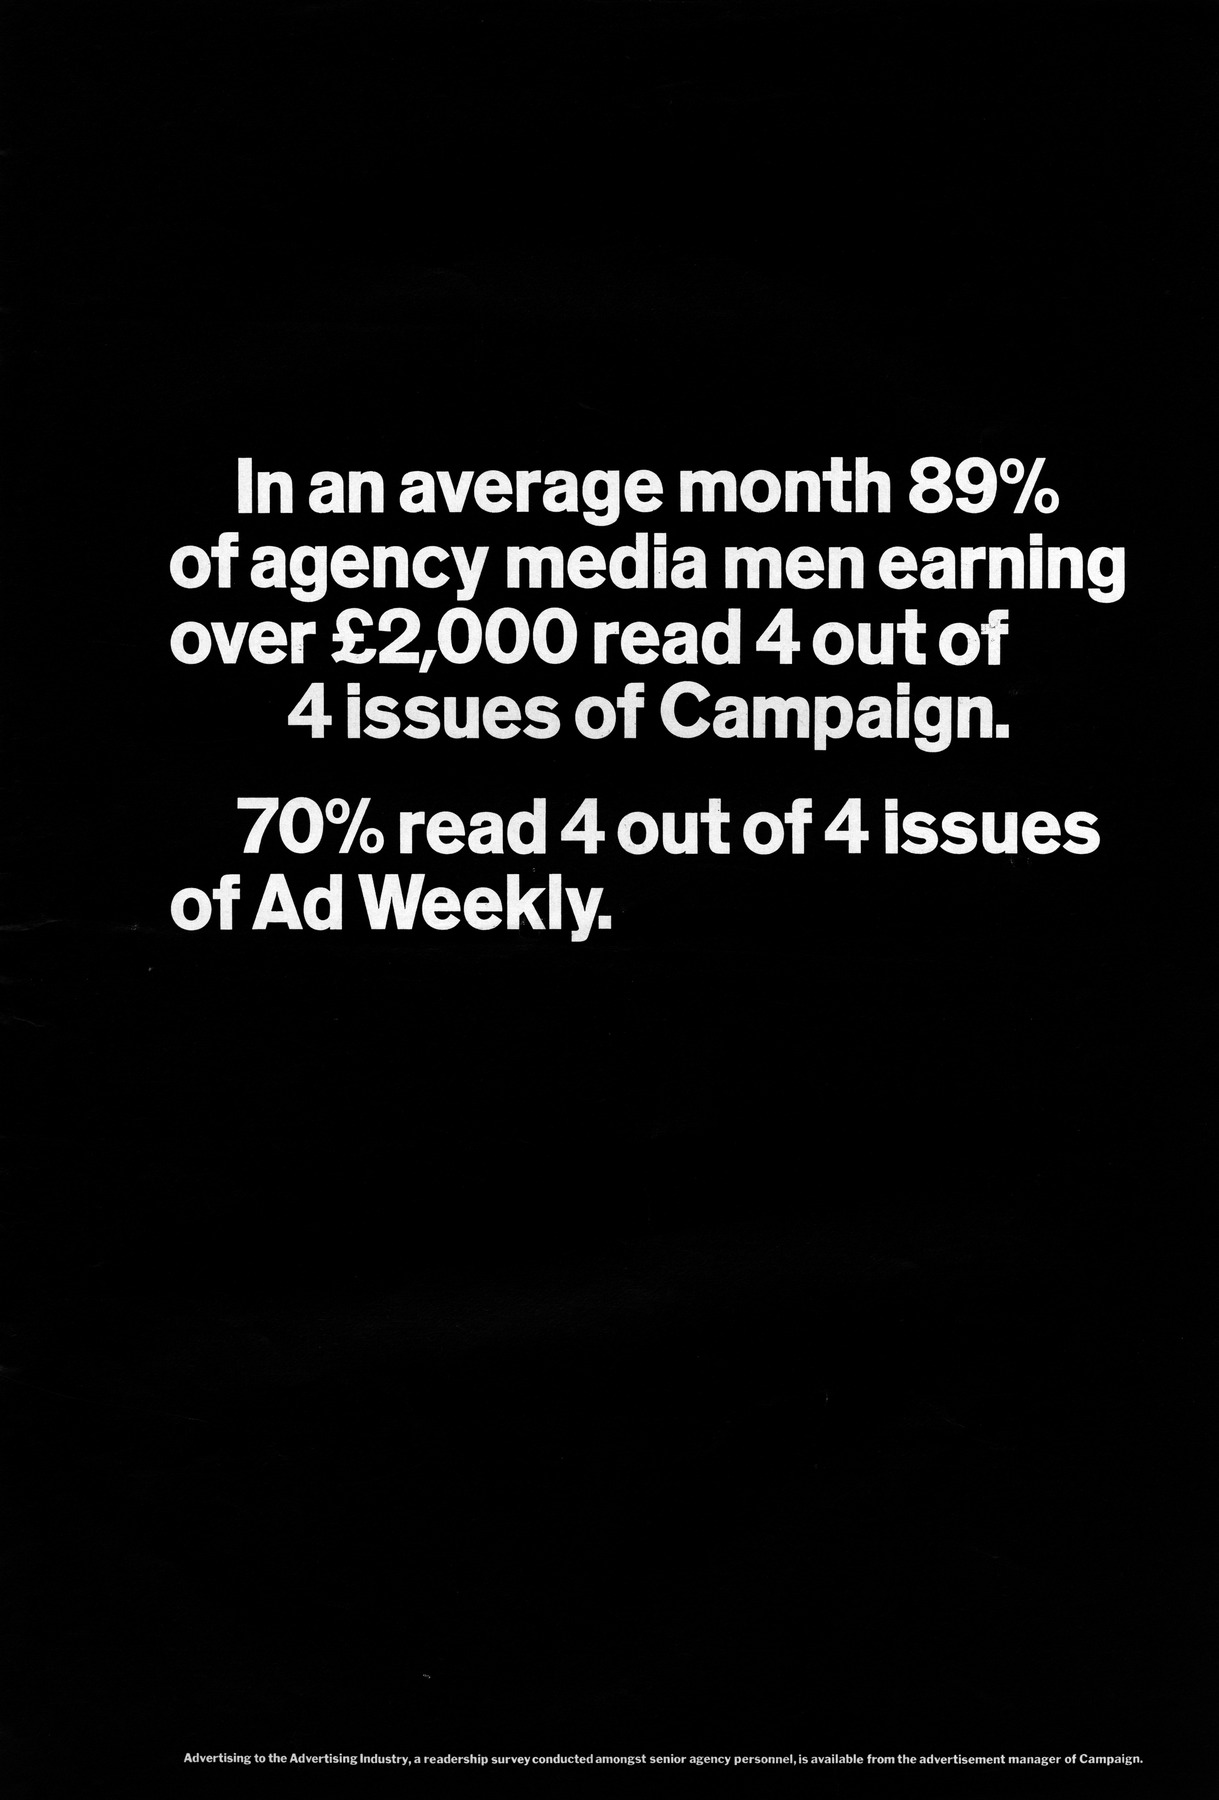 In an average month 89%
of agency media men earning
over £2,000 read 4 out of
4 issues of Campaign.
70% read 4 out of 4 issues
of Ad Weekly.
Advertising to the Advertising Industry, a readership survey conducted amongst senior agency personnel, is available from the advertisement manager of Campaign.